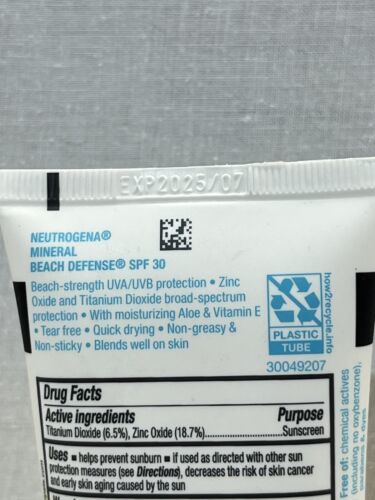 EXP2025/07
NEUTROGENA®
MINERAL
BEACH DEFENSE® SPF 30
Beach-strength UVA/UVB protection • Zinc
Oxide and Titanium Dioxide broad-spectrum
protection • With moisturizing Aloe & Vitamin E
• Tear free • Quick drying • Non-greasy &
Non-sticky • Blends well on skin
how2recycle.info
PLASTIC
TUBE
30049207
Drug Facts
Active ingredients Purpose
Titanium Dioxide (6.5%), Zinc Oxide (18.7%)..................Sunscreen
Uses ■ helps prevent sunburn ■ if used as directed with other sun
protection measures (see Directions), decreases the risk of skin cancer
and early skin aging caused by the sun
Free of: chemical actives
(including no oxybenzone),